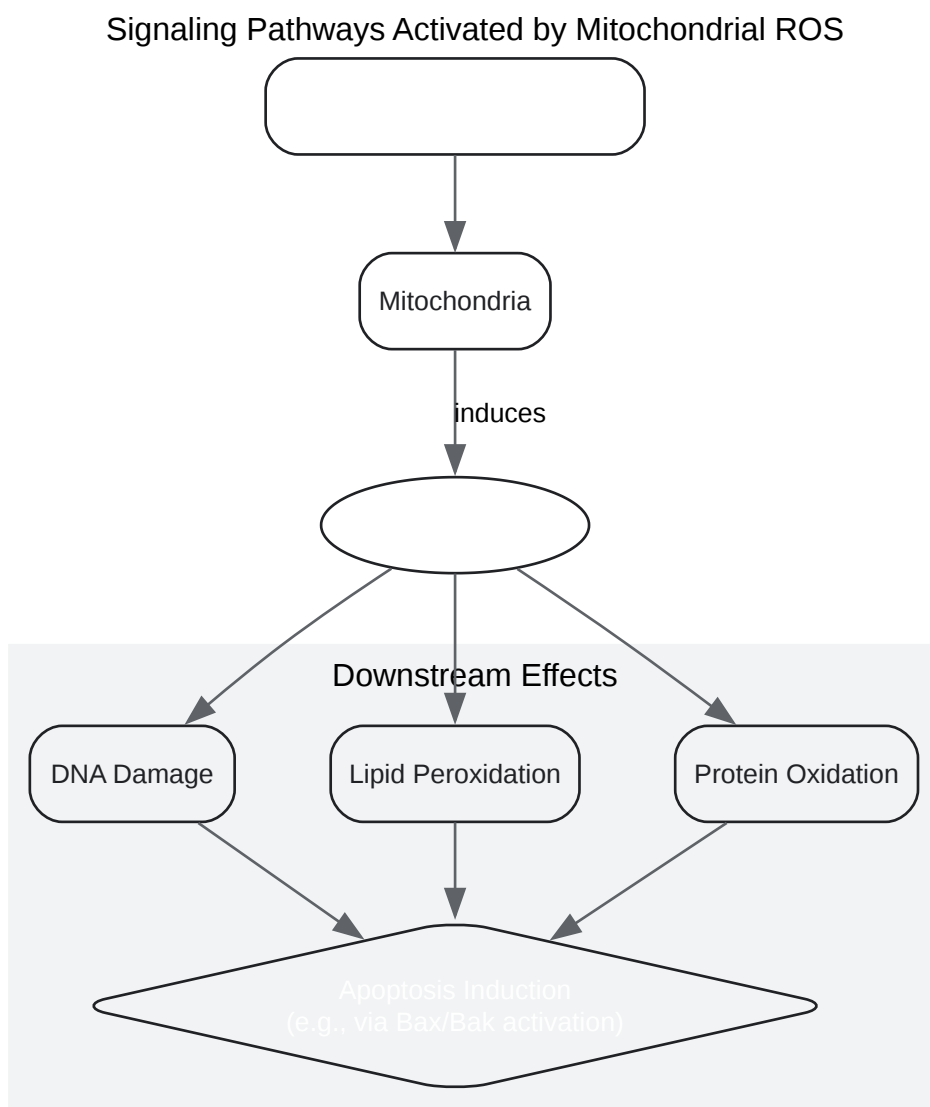 Signaling Pathways Activated by Mitochondrial ROS
Mitochondria
induces
Downstream Effects
DNA Damage
Lipid Peroxidation
Protein Oxidation
Apoptosis Induction
(e.g., via Bax/Bak activation)